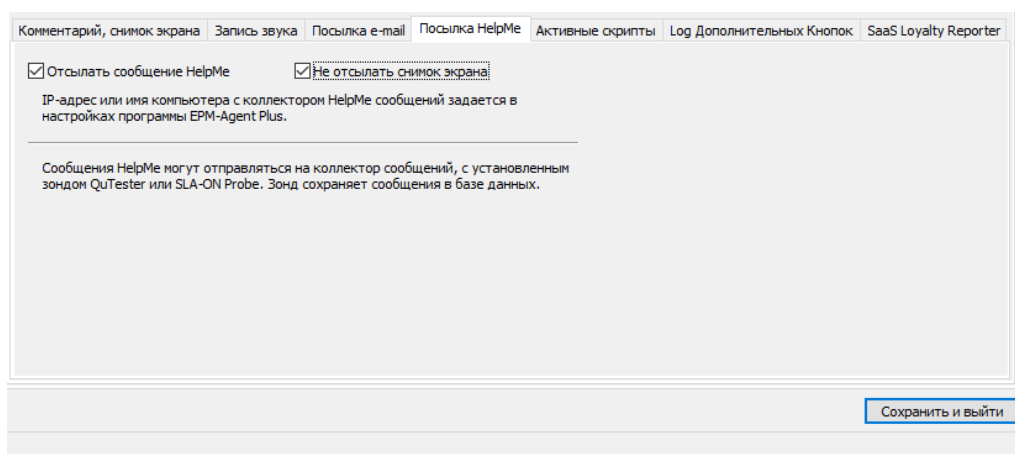 Комментарий, снимок экрана Запись звука Посылка e-mail Посылка HelpMe Активные скрипты Log Дополнительных Кнопок SaaS Loyalty Reporter
Отсылать сообщение HelpMe Не отсылать снимок экрана
IP-адрес или имя компьютера с коллектором HelpMe сообщений задается в
настройках программы EPM-Agent Plus.
Сообщения HelpMe могут отправляться на коллектор сообщений, с установленным
зондом QuTester или SLA-ON Probe. Зонд сохраняет сообщения в базе данных.
Сохранить и выйти